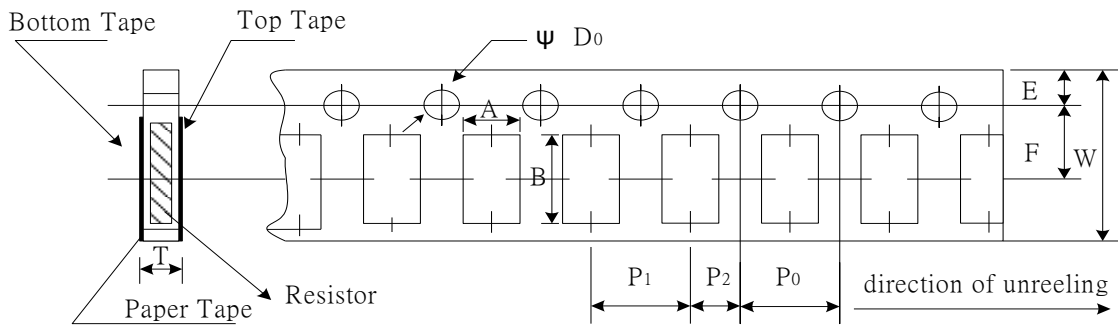 Bottom Tape
Top Tape
ψ D0
E
A
F
W
B
T
P1
P2
P0
direction of unreeling
Resistor
Paper Tape